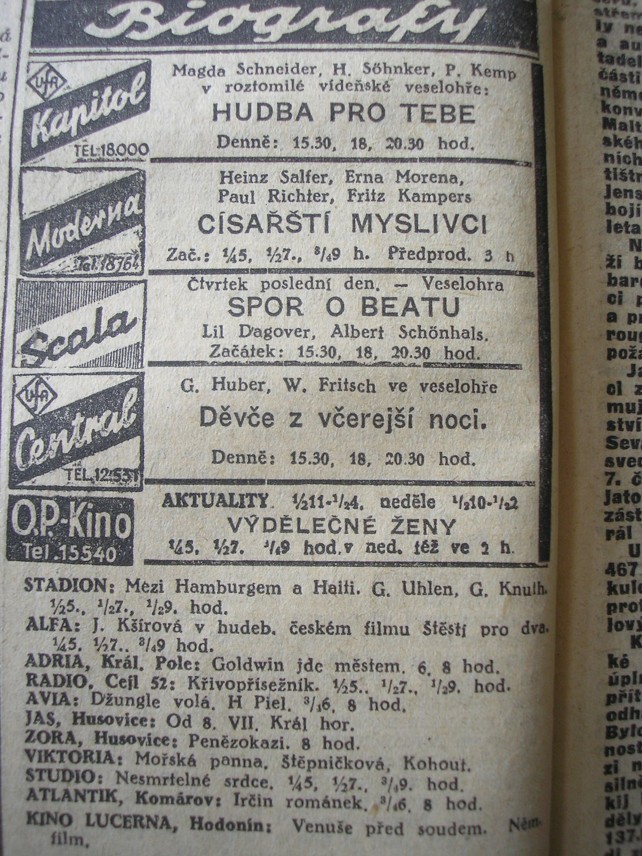 Biografy
UFA
Kapitol
TEL:18.000
Magda Schneider, H. Söhnker, P. Kemp
v roztomilé vídeňské veselohře:
HUDBA PRO TEBE
Denně: 15.30, 18, 20.30 hod.
Moderna
Tel.18764
Heinz Salfer, Erna Morena,
Paul Richter, Fritz Kampers
CÍSAŘŠTÍ MYSLIVCI
Zač.: ¼5, ½7., ¾9 h. Předprod. 3 h
Scala
Čtvrtek poslední den. — Veselohra
SPOR O BEATU
Lil Dagover, Albert Schönhals.
Začátek: 15.30, 18, 20.30 hod.
UFA
Central
TEL.12.551
G. Huber, W. Fritsch ve veselohře
Děvče z včerejší noci.
Denně: 15.30, 18, 20.30 hod.
O.P.-Kino
Tel.15540
AKTUALITY ½11-¾4, neděle ½10-½2
VÝDĚLEČNÉ ŽENY
¼5, ½7. ¾9 hod. v ned. též ve 2 h.
STADION: Mezi Hamburgem a Haiti. G. Uhlen, G. Knuth.
½5., ½7., ½9. hod.
ALFA: J. Kšírová v hudeb. českém filmu Štěstí pro dva.
¼5. ½7.. ¾9 hod.
ADRIA, Král. Pole: Goldwin jde městem. 6, 8 hod.
RADIO, Cejl 52: Křivopřísežník. ½5.. ½7., ½9. hod.
AVIA: Džungle volá. H Piel. ¾6, 8 hod.
JAS, Husovice: Od 8. VII. Král hor.
ZORA, Husovice: Penězokazi. 8 hod.
VIKTORIA: Mořská panna. Štěpničková, Kohout.
STUDIO: Nesmrtelné srdce. ¼5, ½7., ¾9. hod.
ATLANTIK, Komárov: Irčin románek. ¾6, 8 hod.
KINO LUCERNA, Hodonín: Venuše před soudem. Něm.
film.